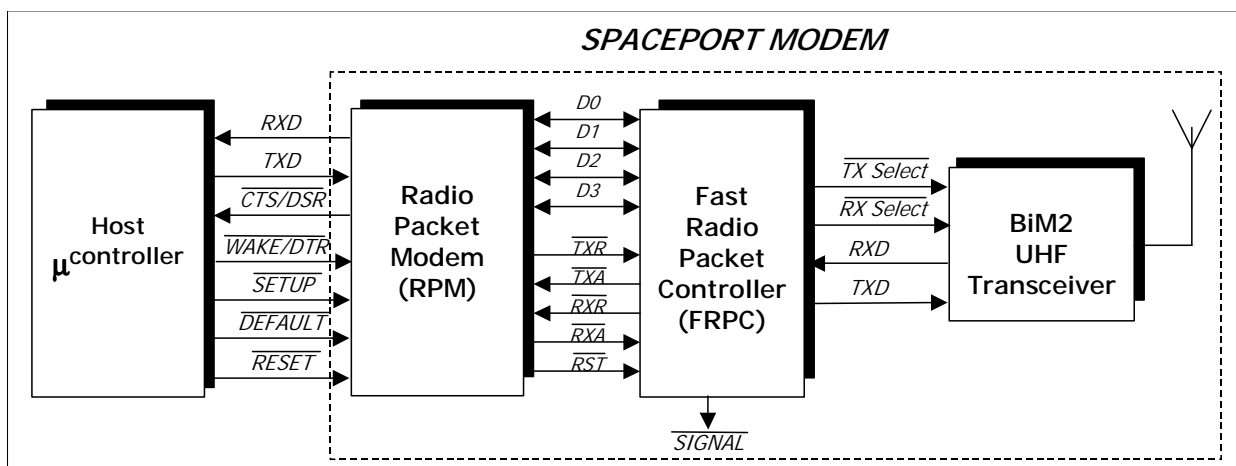 SPACEPORT MODEM
Host
µcontroller
RXD
TXD
CTS/DSR
WAKE/DTR
SETUP
DEFAULT
RESET
Radio
Packet
Modem
(RPM)
D0
D1
D2
D3
TXR
TXA
RXR
RXA
RST
Fast
Radio
Packet
Controller
(FRPC)
SIGNAL
TX Select
RX Select
RXD
TXD
BiM2
UHF
Transceiver